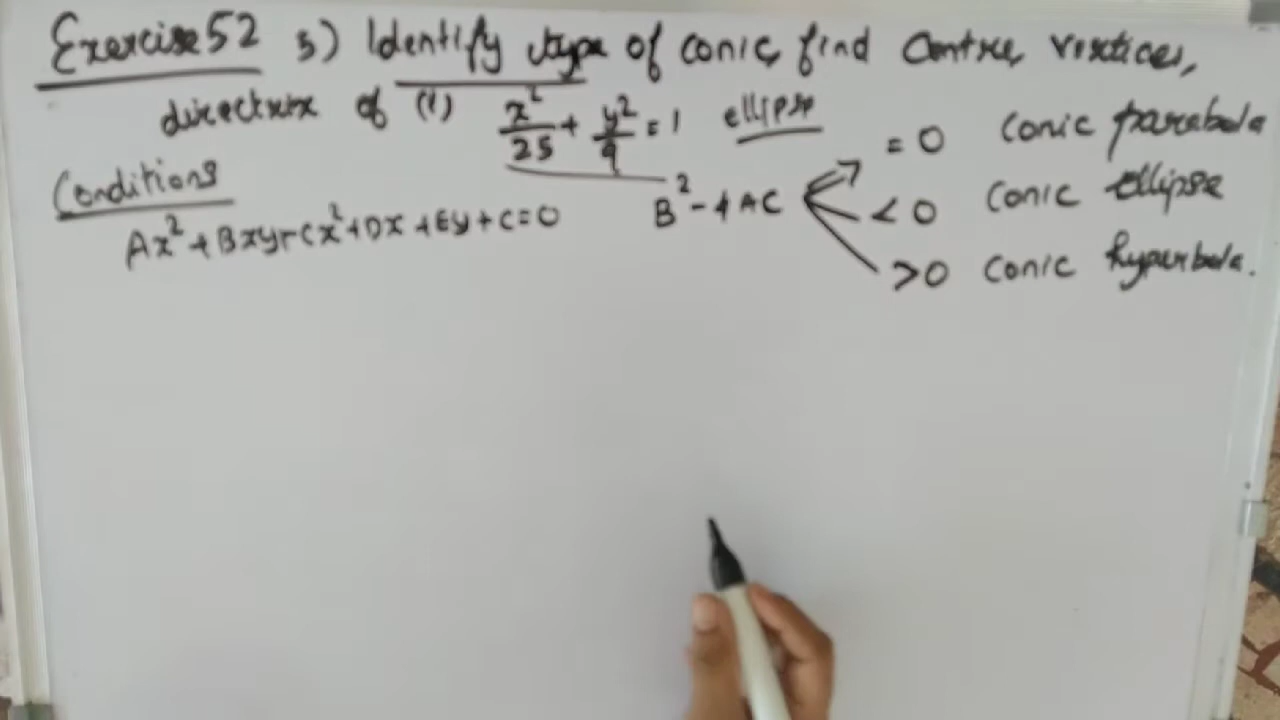 Exercise 52 5) Identify type of conic, find Centre, vertices,
directrix of (1) x²/25 + y²/9 = 1 ellipse
Conditions
Ax² + Bxy + Cx² + Dx + Ey + C = 0
B² - 4AC
= 0 conic parabola
< 0 conic ellipse
> 0 conic hyperbola.